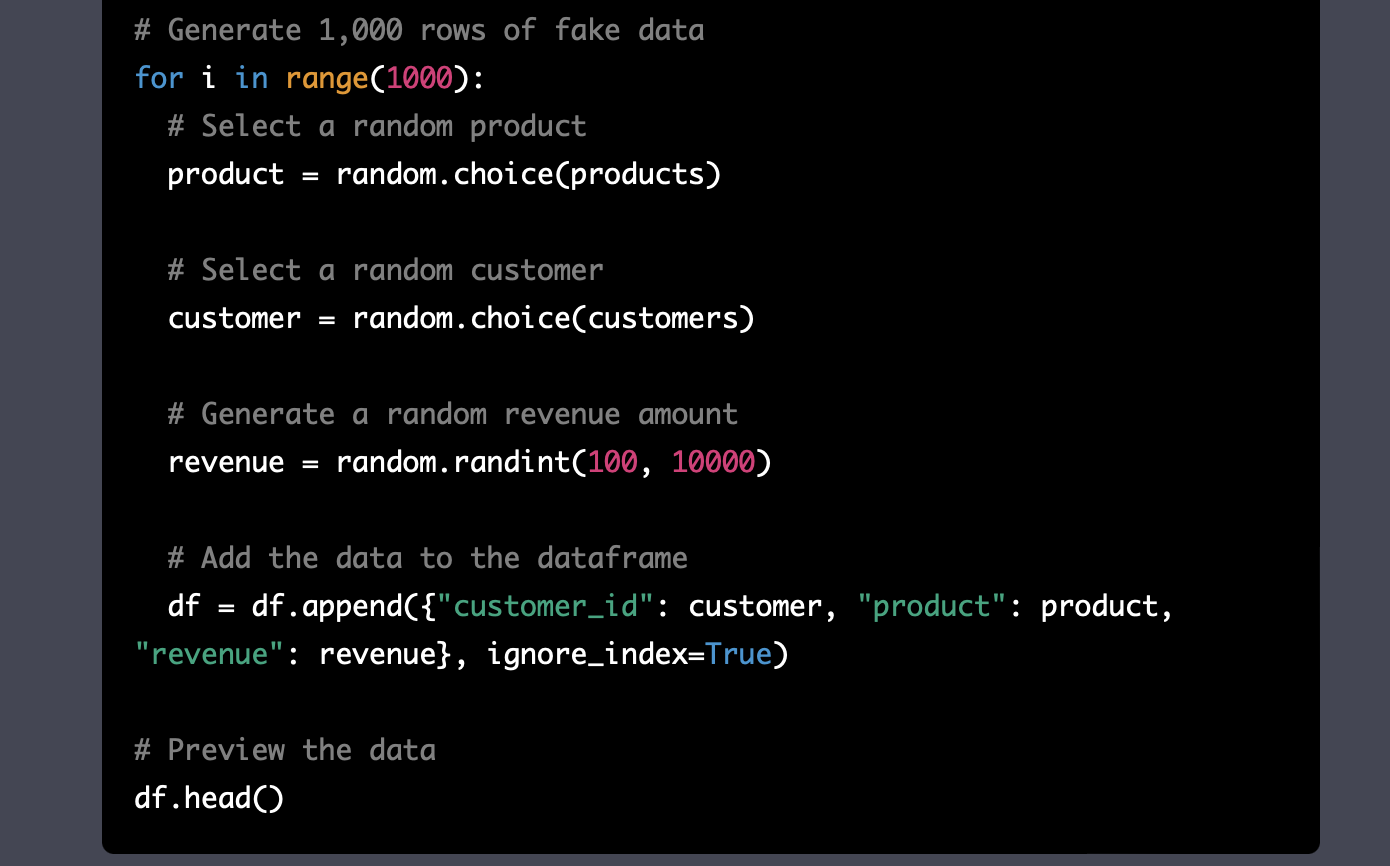 # Generate 1,000 rows of fake data
for i in range(1000):
  # Select a random product
  product = random.choice(products)

  # Select a random customer
  customer = random.choice(customers)

  # Generate a random revenue amount
  revenue = random.randint(100, 10000)

  # Add the data to the dataframe
  df = df.append({"customer_id": customer, "product": product,
"revenue": revenue}, ignore_index=True)

# Preview the data
df.head()